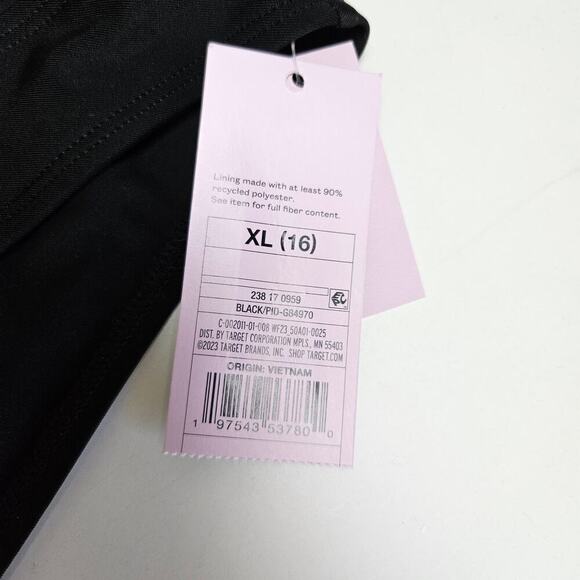 Lining made with at least 90%
recycled polyester.
See item for full fiber content.
XL (16)
238 17 0959
BLACK/PID-G84970
C-002011-01-008 WF23_50A01-0025
DIST. BY TARGET CORPORATION MPLS., MN 55403
©2023 TARGET BRANDS, INC. SHOP TARGET.COM
ORIGIN: VIETNAM
1 97543 53780 0